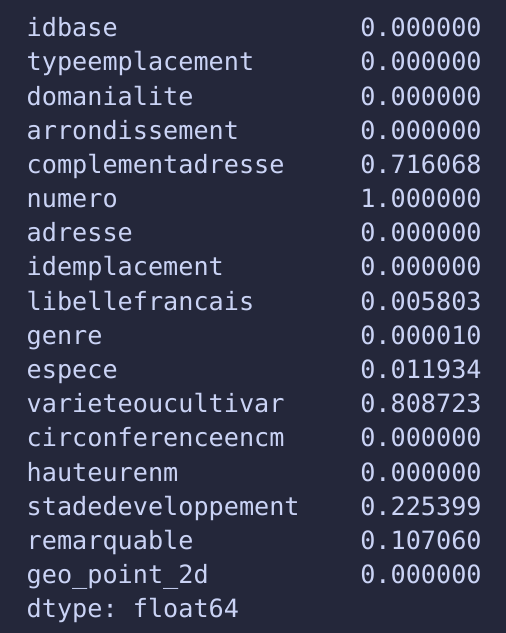 idbase 0.000000
typeemplacement 0.000000
domanialite 0.000000
arrondissement 0.000000
complementadresse 0.716068
numero 1.000000
adresse 0.000000
idemplacement 0.000000
libellefrancais 0.005803
genre 0.000010
espece 0.011934
varieteoucultivar 0.808723
circonferenceencm 0.000000
hauteurenm 0.000000
stadedeveloppement 0.225399
remarquable 0.107060
geo_point_2d 0.000000
dtype: float64